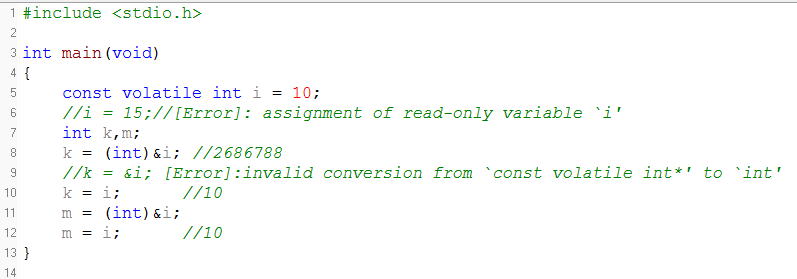 1 #include <stdio.h>
2
3 int main(void)
4 {
5     const volatile int i = 10;
6     //i = 15;//[Error]: assignment of read-only variable `i'
7     int k,m;
8     k = (int)&i; //2686788
9     //k = &i; [Error]:invalid conversion from `const volatile int*' to `int'
10     k = i;      //10
11     m = (int)&i;
12     m = i;      //10
13 }
14